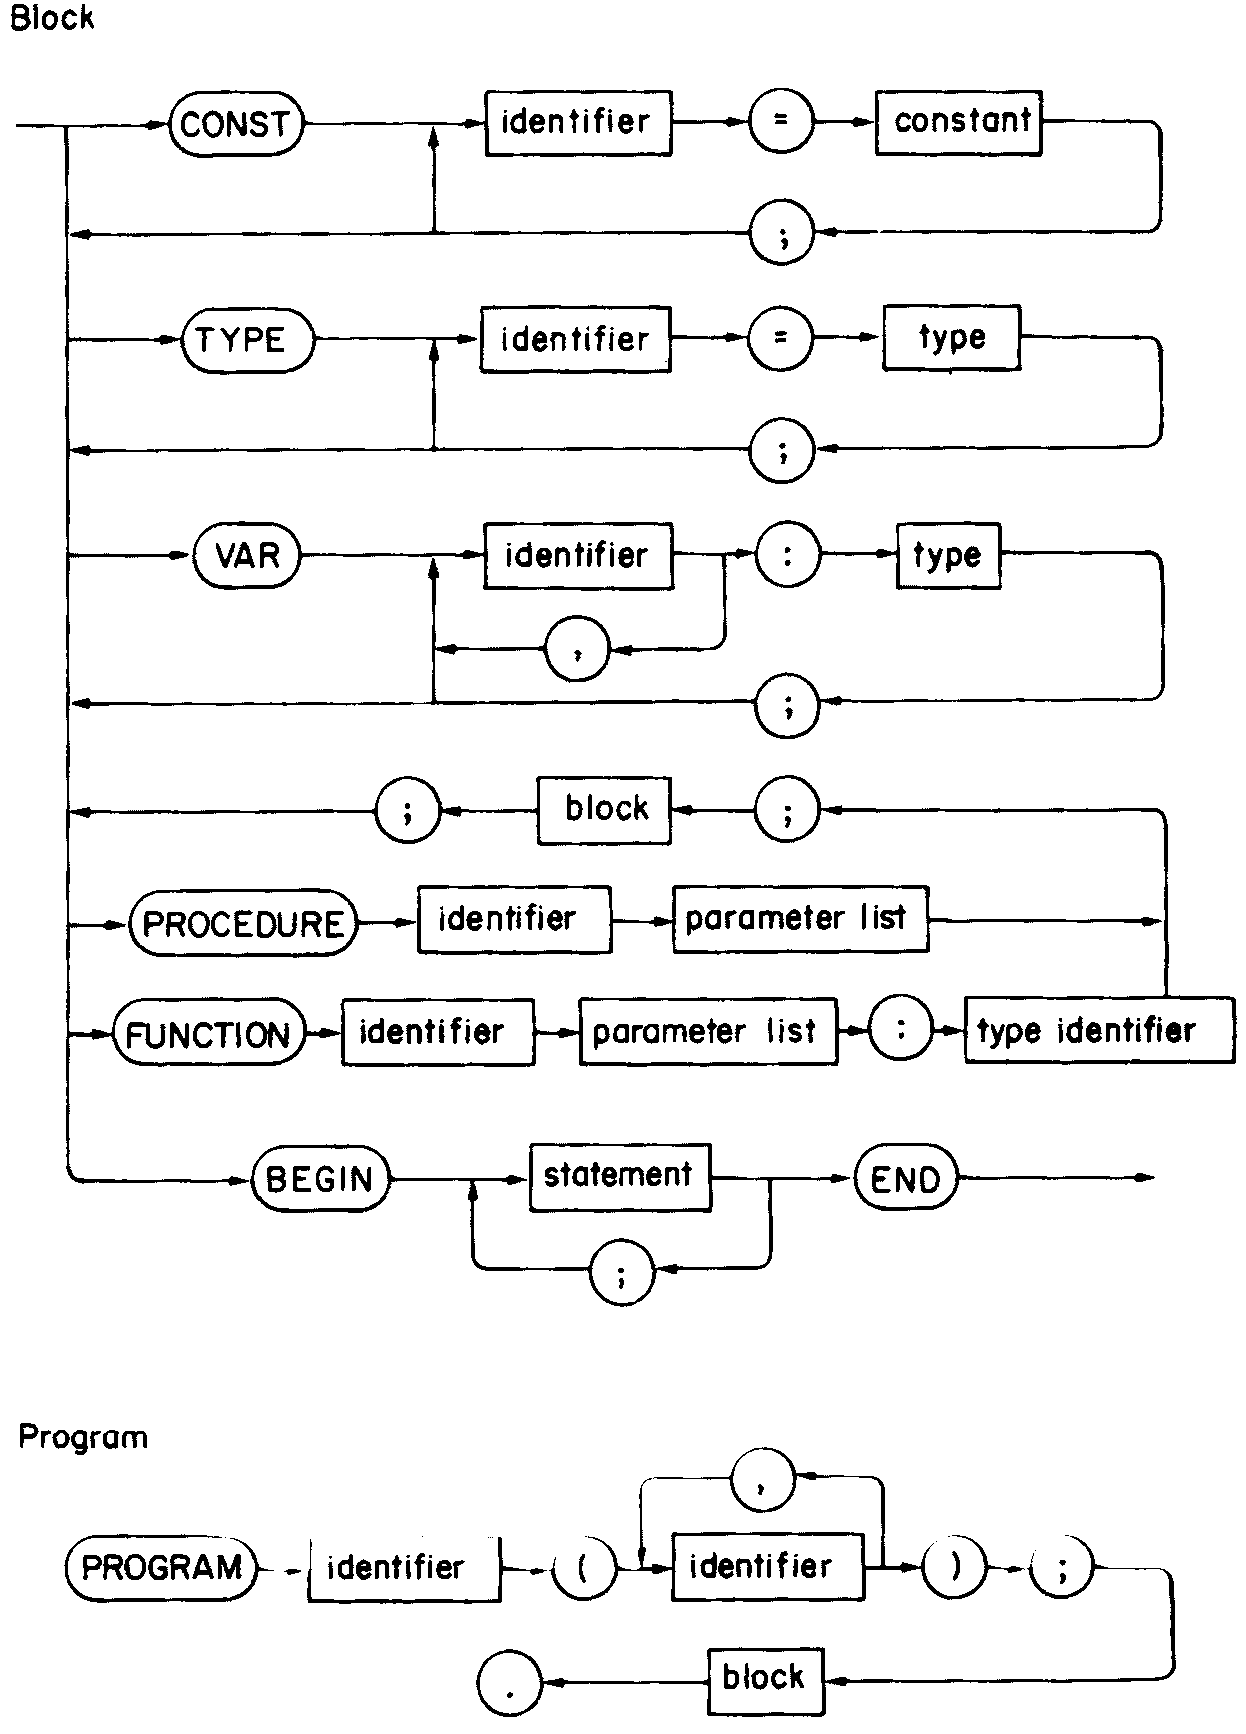 Block
CONST identifier = constant
;
TYPE identifier = type
;
VAR identifier : type
,
;
; block ;
PROCEDURE identifier parameter list
FUNCTION identifier parameter list : type identifier
BEGIN statement END
;
Program
,
PROGRAM identifier ( identifier ) ;
. block